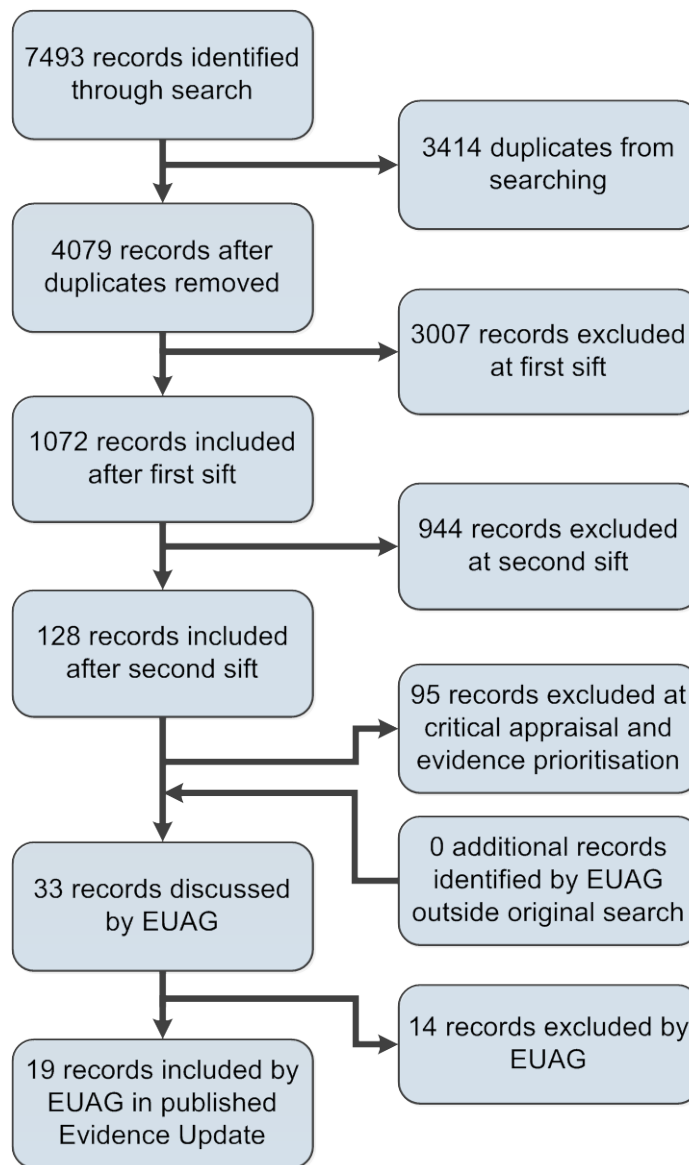 7493 records identified
through search
3414 duplicates from
searching
4079 records after
duplicates removed
3007 records excluded
at first sift
1072 records included
after first sift
944 records excluded
at second sift
128 records included
after second sift
95 records excluded at
critical appraisal and
evidence prioritisation
0 additional records
identified by EUAG
outside original search
33 records discussed
by EUAG
14 records excluded by
EUAG
19 records included by
EUAG in published
Evidence Update